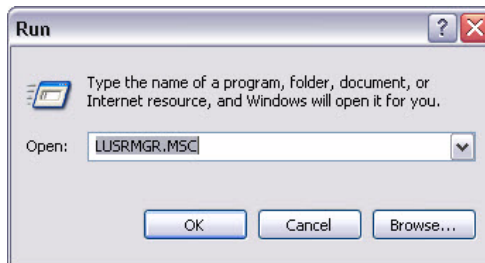 Run
Type the name of a program, folder, document, or
Internet resource, and Windows will open it for you.
Open: LUSRMGR.MSC
OK Cancel Browse...